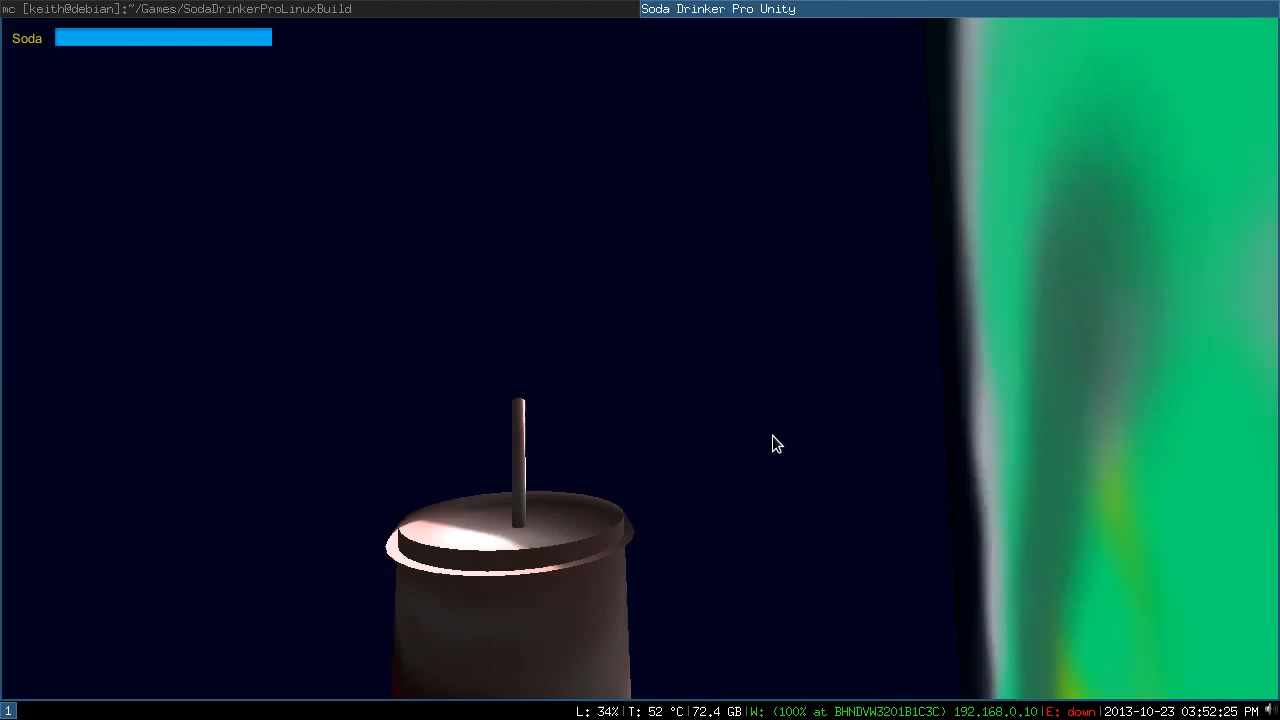 mc [keith@debian]:~/Games/SodaDrinkerProLinuxBuild
Soda Drinker Pro Unity
Soda
1
L: 34%|T: 52 °C|72.4 GB|W: (100% at BHNDVW3201B1C3C) 192.168.0.10|E: down|2013-10-23 03:52:25 PM